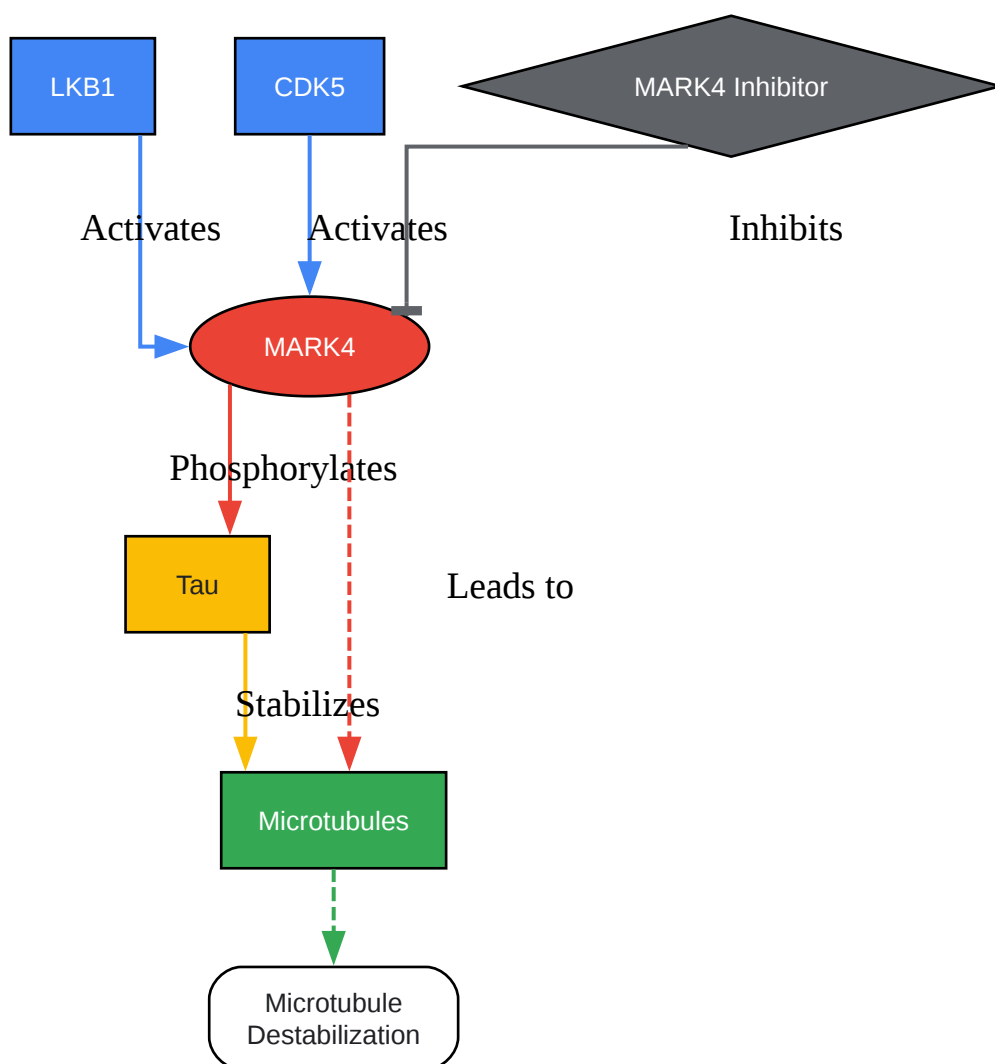 LKB1
CDK5
MARK4 Inhibitor
Activates
Activates
Inhibits
MARK4
Phosphorylates
Tau
Leads to
Stabilizes
Microtubules
Microtubule
Destabilization